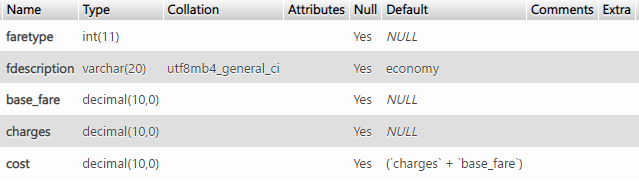 Name Type Collation Attributes Null Default Comments Extra
faretype int(11) Yes NULL
fdescription varchar(20) utf8mb4_general_ci Yes economy
base_fare decimal(10,0) Yes NULL
charges decimal(10,0) Yes NULL
cost decimal(10,0) Yes (`charges` + `base_fare`)